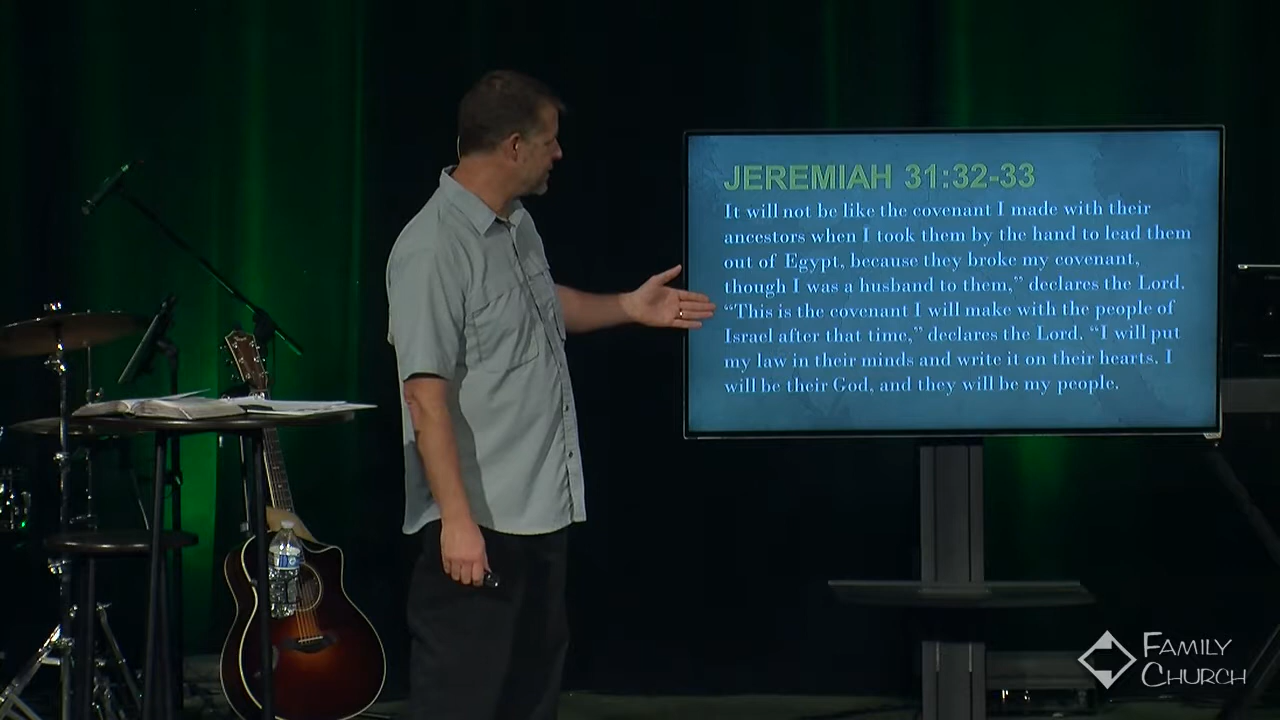 JEREMIAH 31:32-33
It will not be like the covenant I made with their
ancestors when I took them by the hand to lead them
out of Egypt, because they broke my covenant,
though I was a husband to them,” declares the Lord.
“This is the covenant I will make with the people of
Israel after that time,” declares the Lord. “I will put
my law in their minds and write it on their hearts. I
will be their God, and they will be my people.
FAMILY
CHURCH